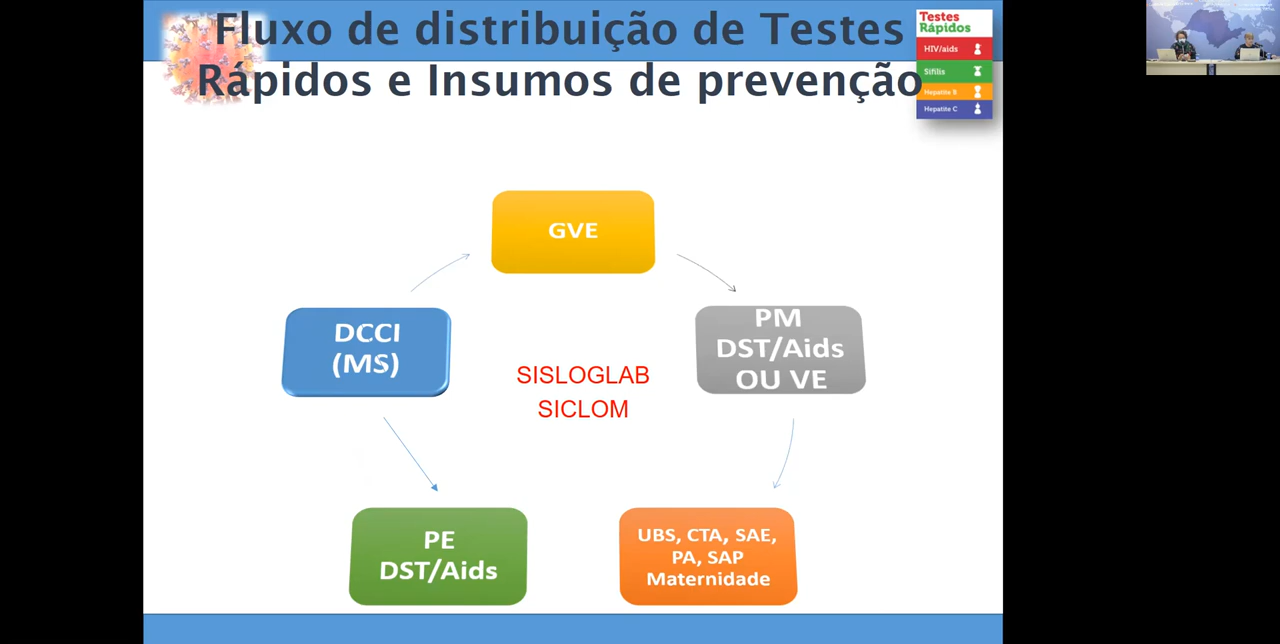 Fluxo de distribuição de Testes
Rápidos e Insumos de prevenção
Testes
Rápidos
HIV/aids
Sífilis
Hepatite B
Hepatite C
GVE
DCCI
(MS)
PM
DST/Aids
OU VE
SISLOGLAB
SICLOM
PE
DST/Aids
UBS, CTA, SAE,
PA, SAP
Maternidade